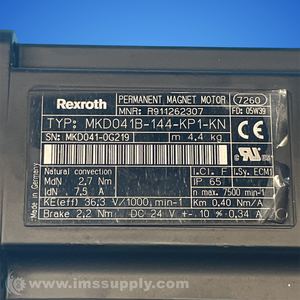 Rexroth
PERMANENT MAGNET MOTOR 7260
MNR: R911262307 FD: 05W39
TYP: MKD041B-144-KP1-KN
SN: MKD041-0G219 m 4,4 kg
Made in Germany
Natural convection I.Cl. F I.Sy. ECM1
MdN 2,7 Nm IP 65
IdN 7,5 A n max. 7500 min-1
KE(eff) 36,3 V/1000 min-1 Km 0,40 Nm/A
Brake 2,2 Nm DC 24 V +- 10 % 0,34 A
www.imssupply.com